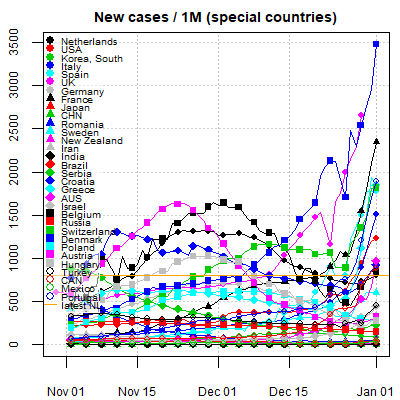 New cases / 1M (special countries)
3500
3000
2500
2000
1500
1000
500
0
Netherlands
USA
Korea, South
Italy
Spain
UK
Germany
France
Japan
CHN
Romania
Sweden
New Zealand
Iran
India
Brazil
Serbia
Croatia
Greece
AUS
Israel
Belgium
Russia
Switzerland
Denmark
Poland
Austria
Hungary
Turkey
CAN
Mexico
Portugal
latest NL
Nov 01
Nov 15
Dec 01
Dec 15
Jan 01